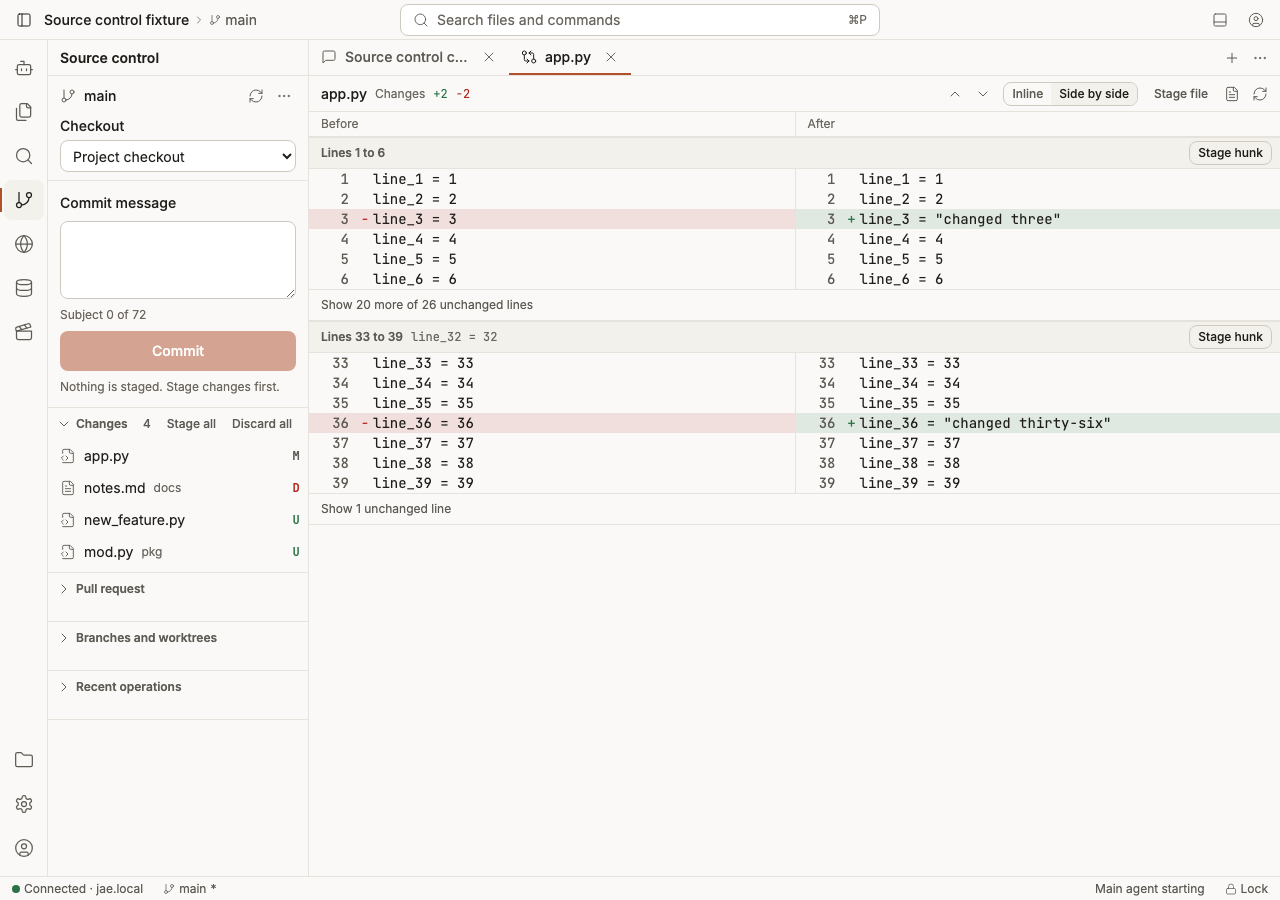 Source control fixture main
Search files and commands ⌘P
Source control
main
Checkout
Project checkout
Commit message
Subject 0 of 72
Commit
Nothing is staged. Stage changes first.
Changes 4 Stage all Discard all
app.py M
notes.md docs D
new_feature.py U
mod.py pkg U
Pull request
Branches and worktrees
Recent operations
Source control c... app.py
app.py Changes +2 -2 Inline Side by side Stage file
Before After
Lines 1 to 6 Stage hunk
1 line_1 = 1 1 line_1 = 1
2 line_2 = 2 2 line_2 = 2
3 -line_3 = 3 3 +line_3 = "changed three"
4 line_4 = 4 4 line_4 = 4
5 line_5 = 5 5 line_5 = 5
6 line_6 = 6 6 line_6 = 6
Show 20 more of 26 unchanged lines
Lines 33 to 39 line_32 = 32 Stage hunk
33 line_33 = 33 33 line_33 = 33
34 line_34 = 34 34 line_34 = 34
35 line_35 = 35 35 line_35 = 35
36 -line_36 = 36 36 +line_36 = "changed thirty-six"
37 line_37 = 37 37 line_37 = 37
38 line_38 = 38 38 line_38 = 38
39 line_39 = 39 39 line_39 = 39
Show 1 unchanged line
Connected · jae.local main * Main agent starting Lock